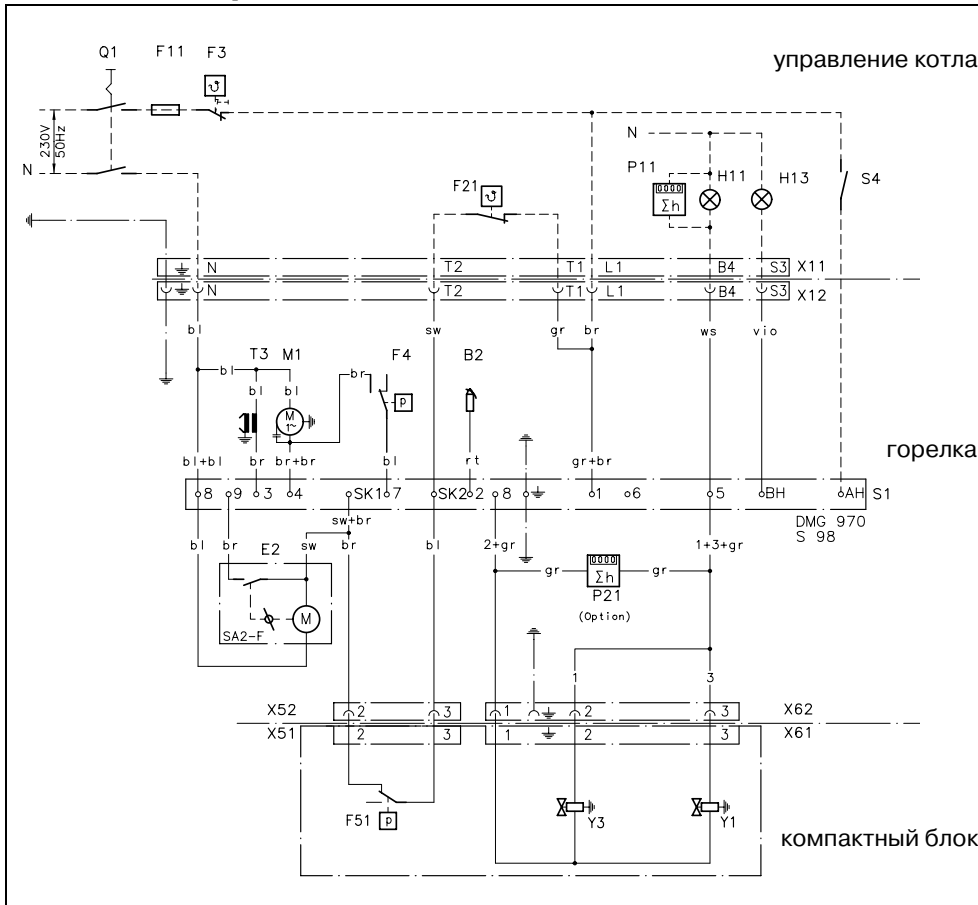 управление котла
Q1 F11 F3
ϑ
230V
50Hz
N
N
P11 H11 H13 S4
0000
Σh
F21
ϑ
N T2 T1 L1 B4 S3 X11
N T2 T1 L1 B4 S3 X12
bl sw gr br ws vio
T3 M1 F4 B2
bl
bl bl br
M
1~
P
горелка
bl+bl br br+br bl rt gr+br
8 9 3 4 SK1 7 SK2 2 8 1 6 5 BH AH S1
DMG 970
S 98
sw+br
bl br sw br bl 2+gr 1+3+gr
E2
0000
Σh
gr gr
P21
(Option)
M
SA2-F
1 3
X52 2 3 1 2 3 X62
X51 2 3 1 2 3 X61
F51 P
Y3 Y1
компактный блок